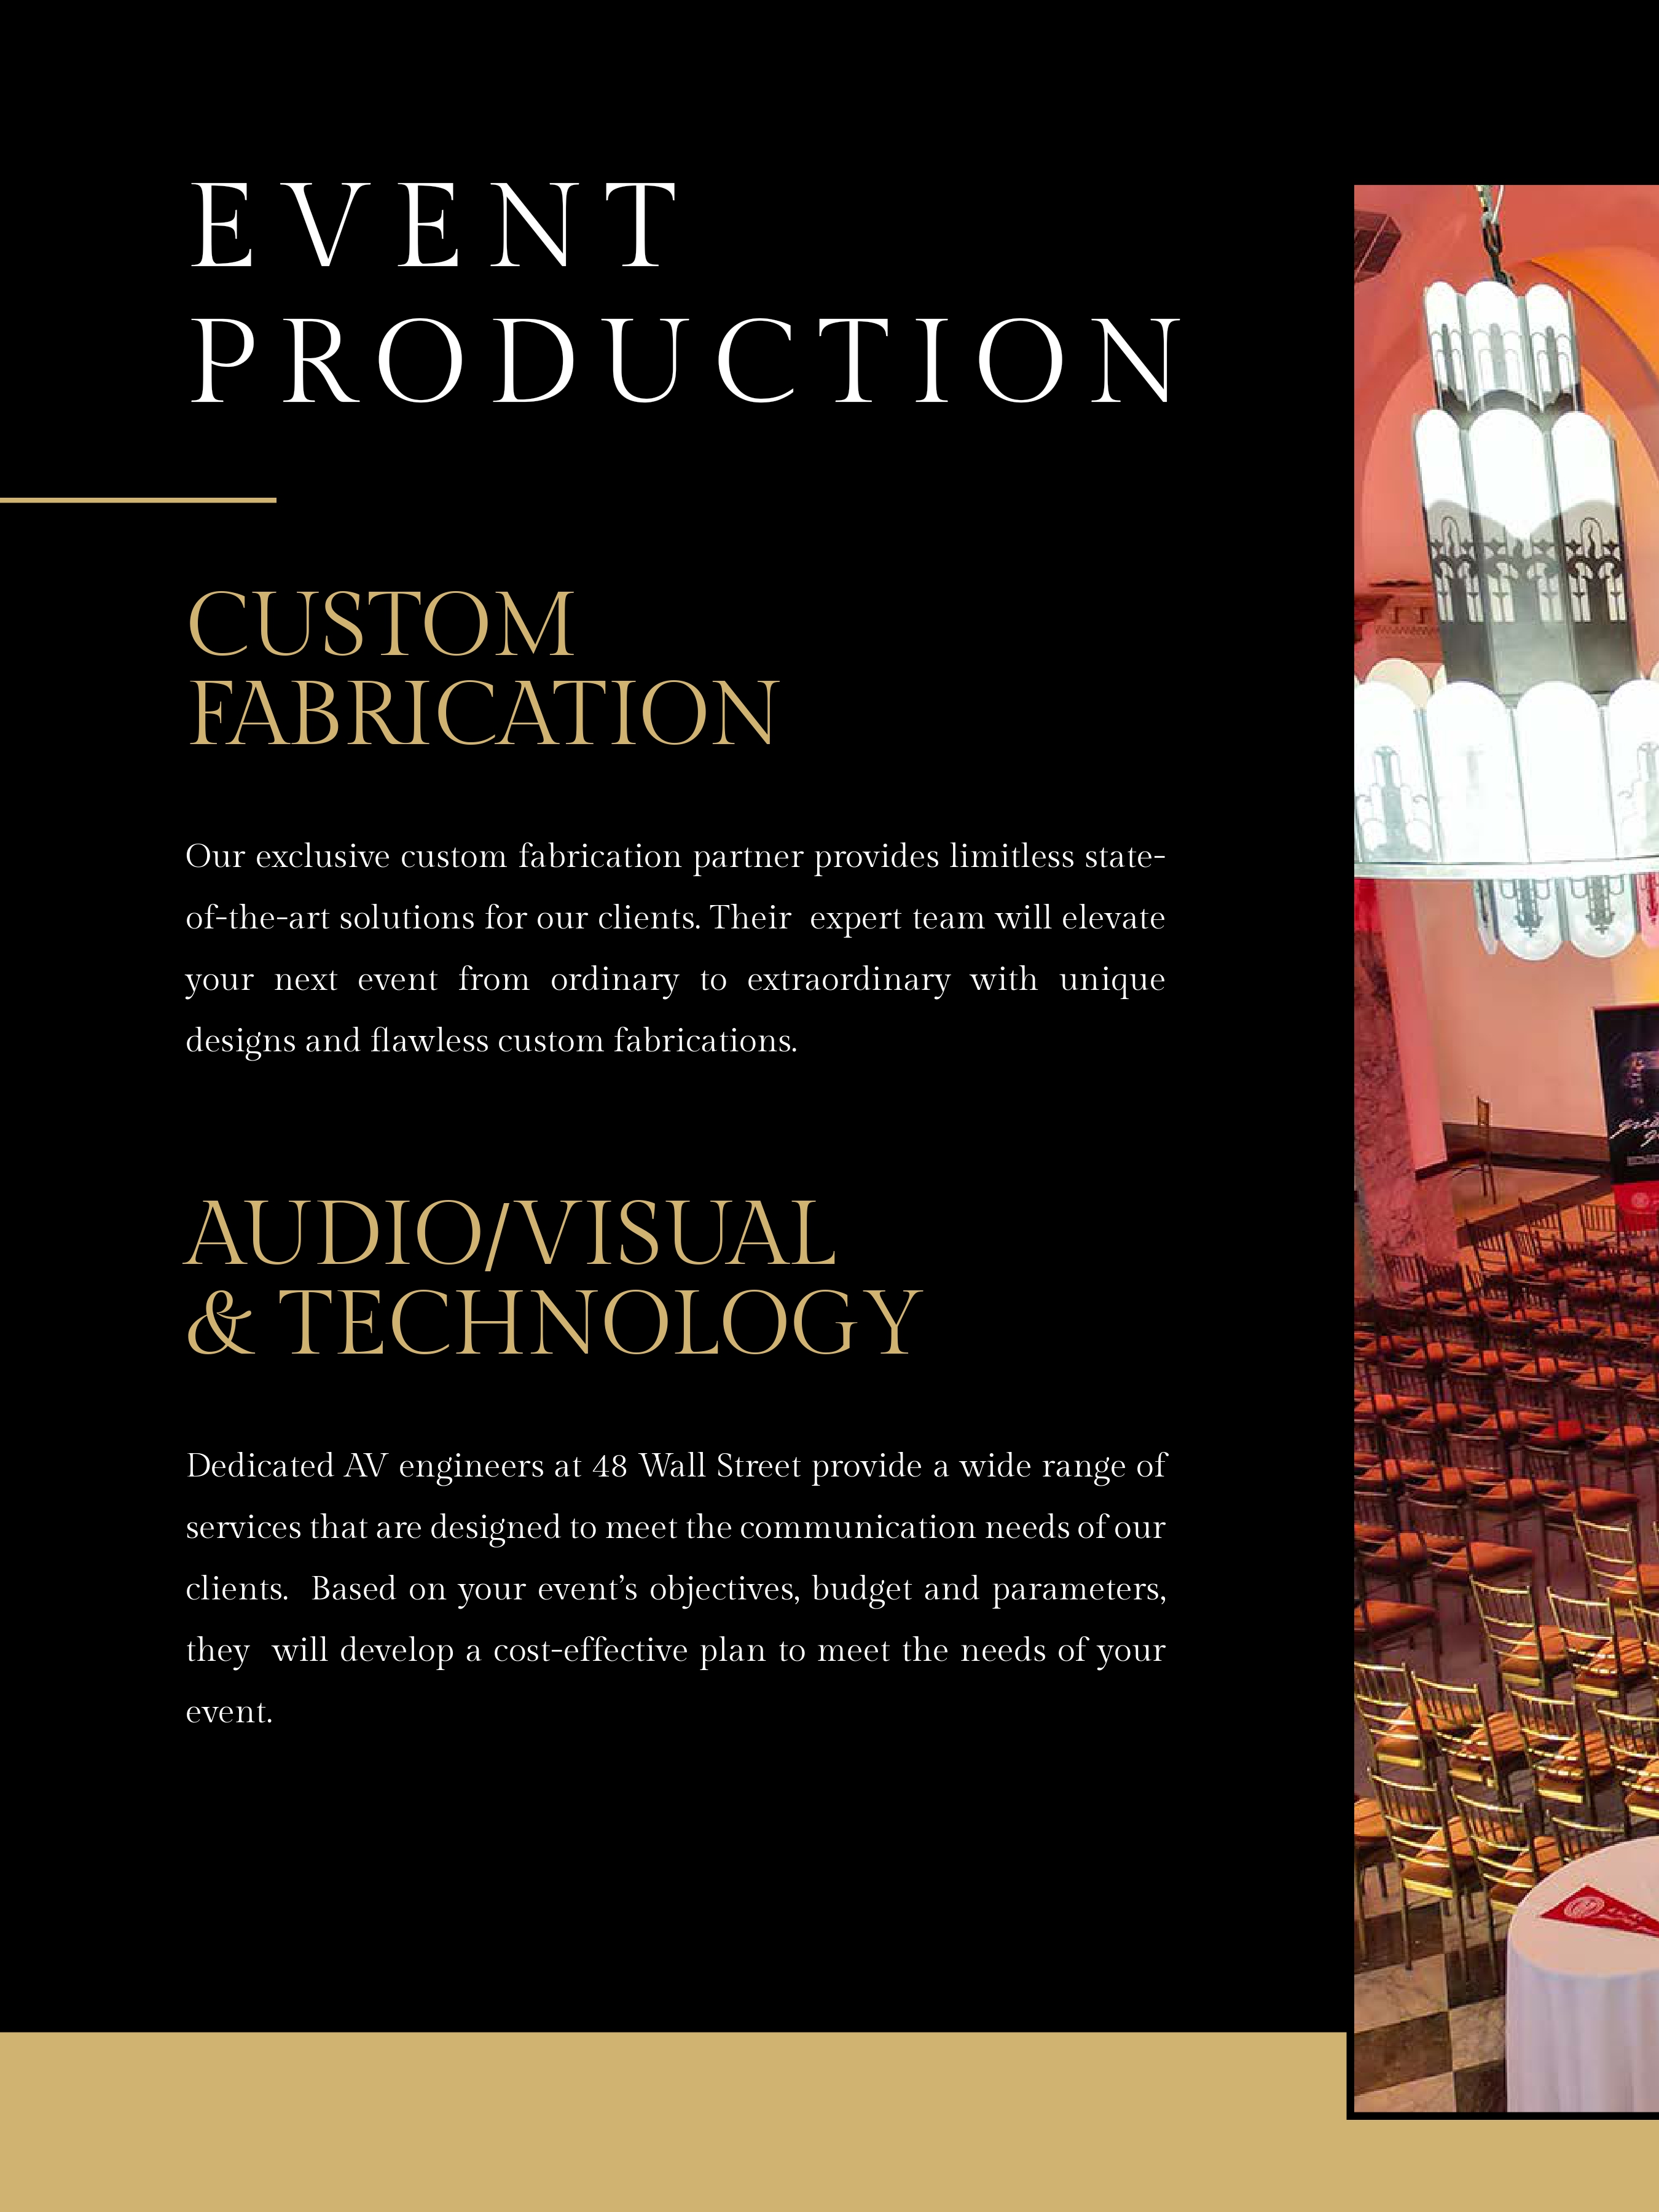 EVENT
PRODUCTION
CUSTOM
FABRICATION
Our exclusive custom fabrication partner provides limitless state-
of-the-art solutions for our clients. Their  expert team will elevate
your next event from ordinary to extraordinary with unique
designs and flawless custom fabrications.
AUDIO/VISUAL
& TECHNOLOGY
Dedicated AV engineers at 48 Wall Street provide a wide range of
services that are designed to meet the communication needs of our
clients.  Based on your event’s objectives, budget and parameters,
they  will develop a cost-effective plan to meet the needs of your
event.